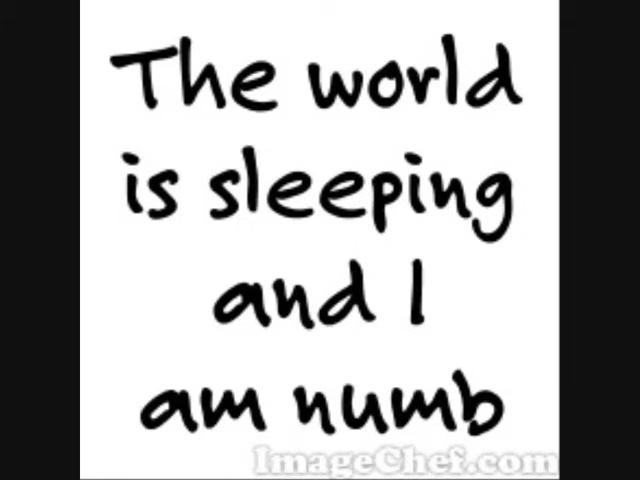 The world
is sleeping
and I
am numb
ImageChef.com